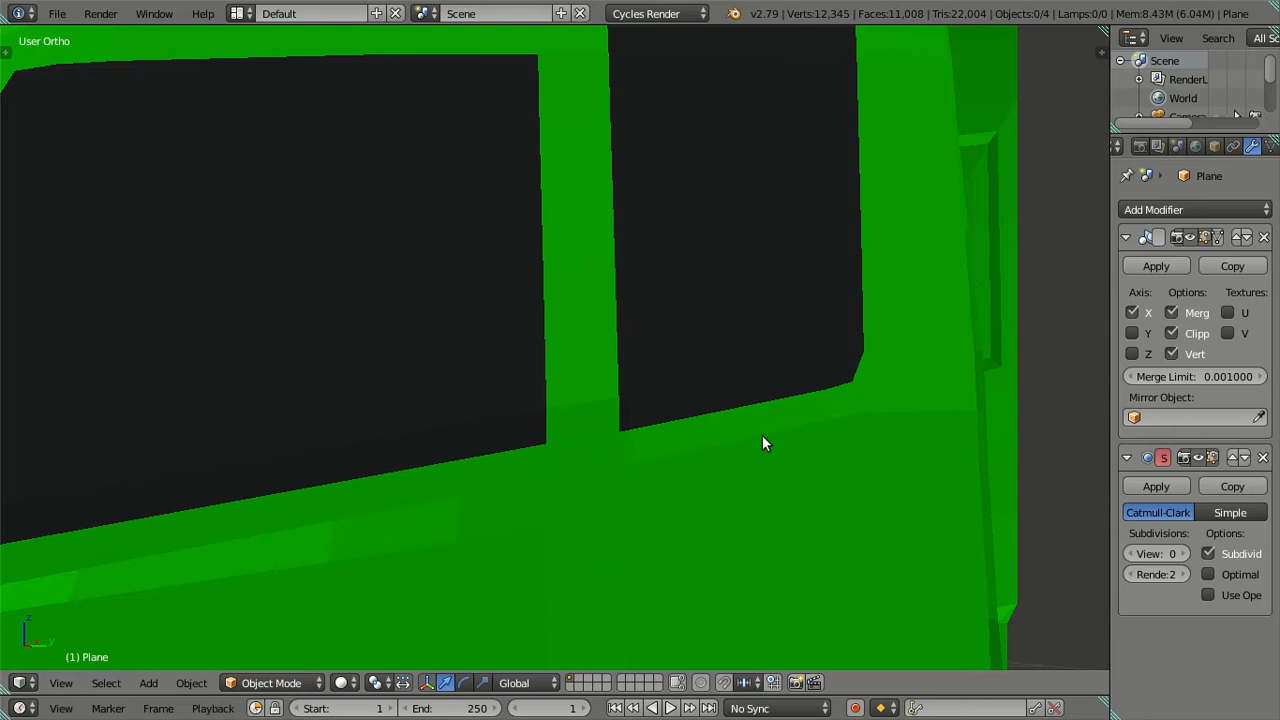 File Render Window Help Default Scene Cycles Render v2.79 | Verts:12,345 | Faces:11,008 | Tris:22,004 | Objects:0/4 | Lamps:0/0 | Mem:8.43M (6.04M) | Plane
User Ortho
View Search All Sc
Scene
RenderL
World
Camera
Plane
Add Modifier
Apply Copy
Axis: Options: Textures:
X Merg U
Y Clipp V
Z Vert
Merge Limit: 0.001000
Mirror Object:
S
Apply Copy
Catmull-Clark Simple
Subdivisions: Options:
View: 0 Subdivid
Rende:2 Optimal
Use Ope
z
x y
(1) Plane
View Select Add Object Object Mode Global
View Marker Frame Playback Start: 1 End: 250 1 No Sync